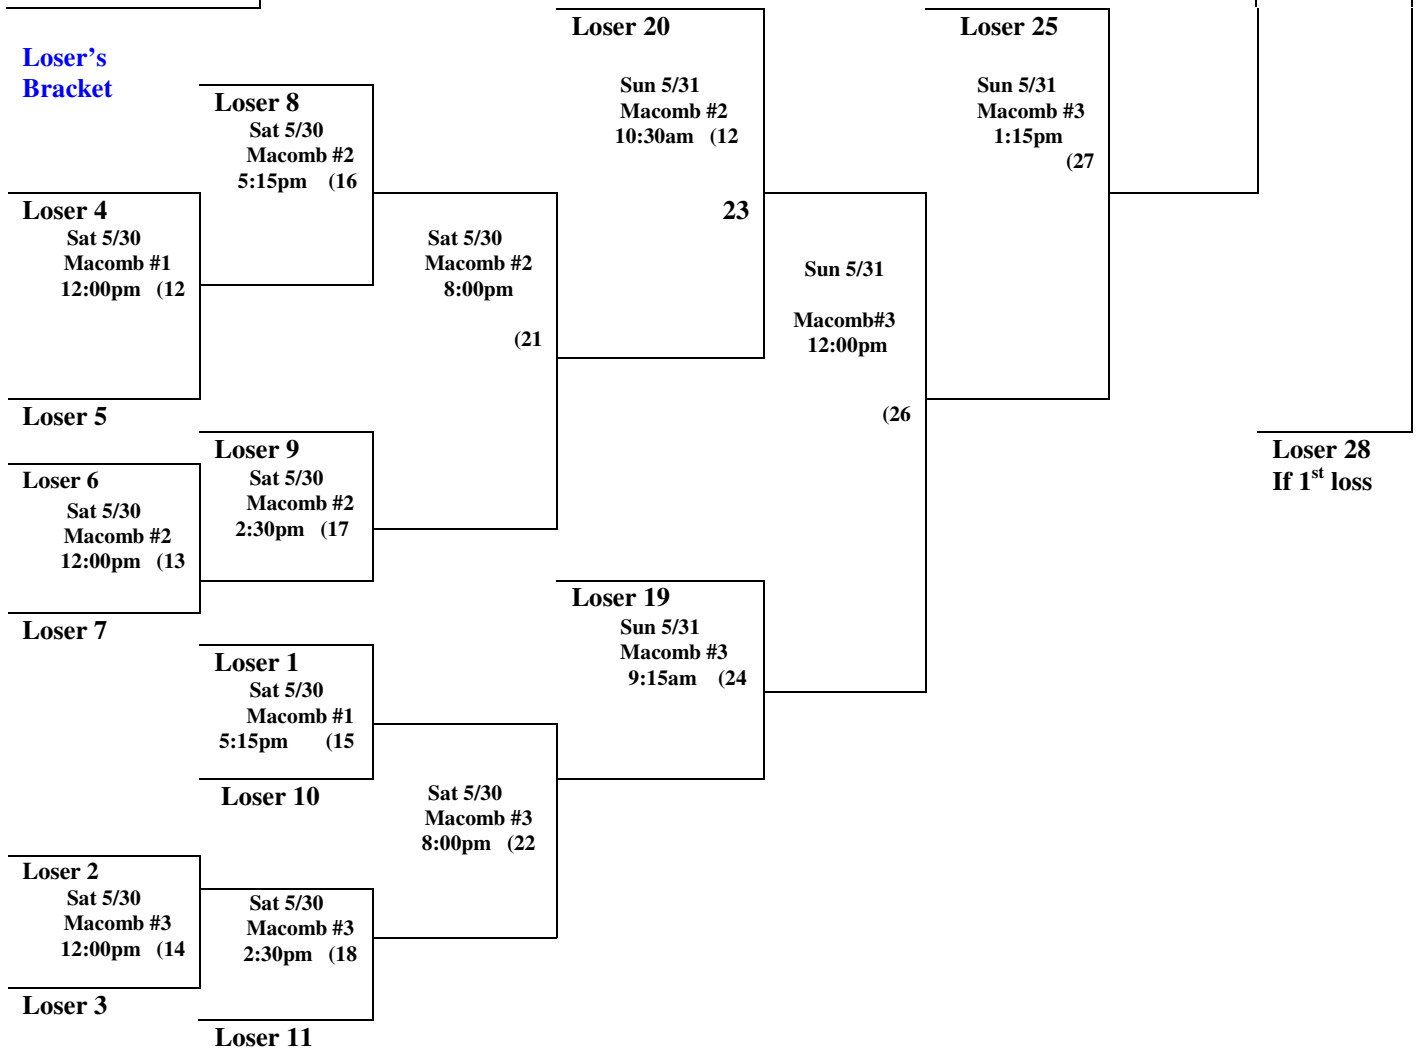 Loser's
Bracket
Loser 8
Sat 5/30
Macomb #2
5:15pm (16
Loser 4
Sat 5/30
Macomb #1
12:00pm (12
Loser 5
Loser 9
Sat 5/30
Macomb #2
2:30pm (17
Loser 6
Sat 5/30
Macomb #2
12:00pm (13
Loser 7
Loser 1
Sat 5/30
Macomb #1
5:15pm (15
Loser 10
Loser 2
Sat 5/30
Macomb #3
12:00pm (14
Loser 3
Sat 5/30
Macomb #3
2:30pm (18
Loser 11
Sat 5/30
Macomb #2
8:00pm
(21
Sat 5/30
Macomb #3
8:00pm (22
Loser 20
Sun 5/31
Macomb #2
10:30am (12
23
Loser 19
Sun 5/31
Macomb #3
9:15am (24
Sun 5/31
Macomb#3
12:00pm
(26
Loser 25
Sun 5/31
Macomb #3
1:15pm
(27
Loser 28
If 1st loss